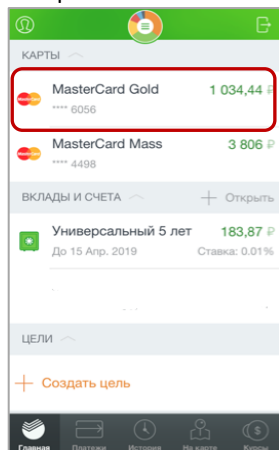 КАРТЫ
MasterCard Gold 1 034,44 ₽
**** 6056
MasterCard Mass 3 806 ₽
**** 4498
ВКЛАДЫ И СЧЕТА + Открыть
Универсальный 5 лет 183,87 ₽
До 15 Апр. 2019 Ставка: 0.01%
ЦЕЛИ
+ Создать цель
Главная Платежи История На карте Курсы